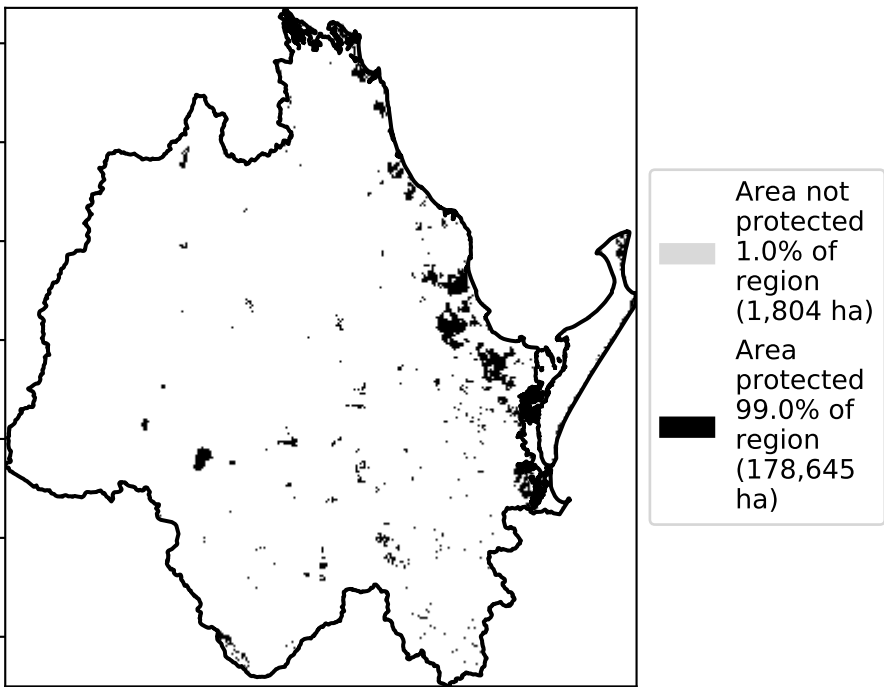 Area not
protected
1.0% of
region
(1,804 ha)
Area
protected
99.0% of
region
(178,645
ha)